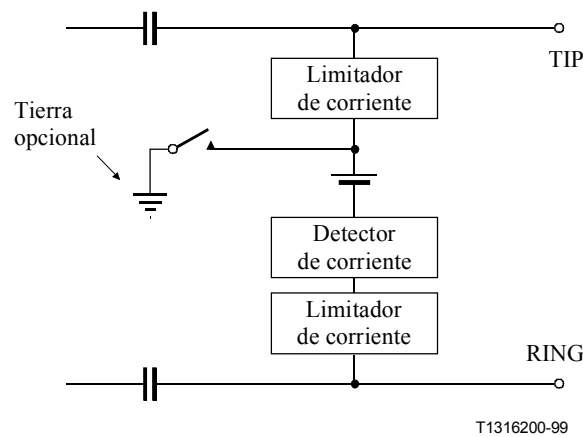 TIP
Limitador
de corriente
Tierra
opcional
Detector
de corriente
Limitador
de corriente
RING
T1316200-99